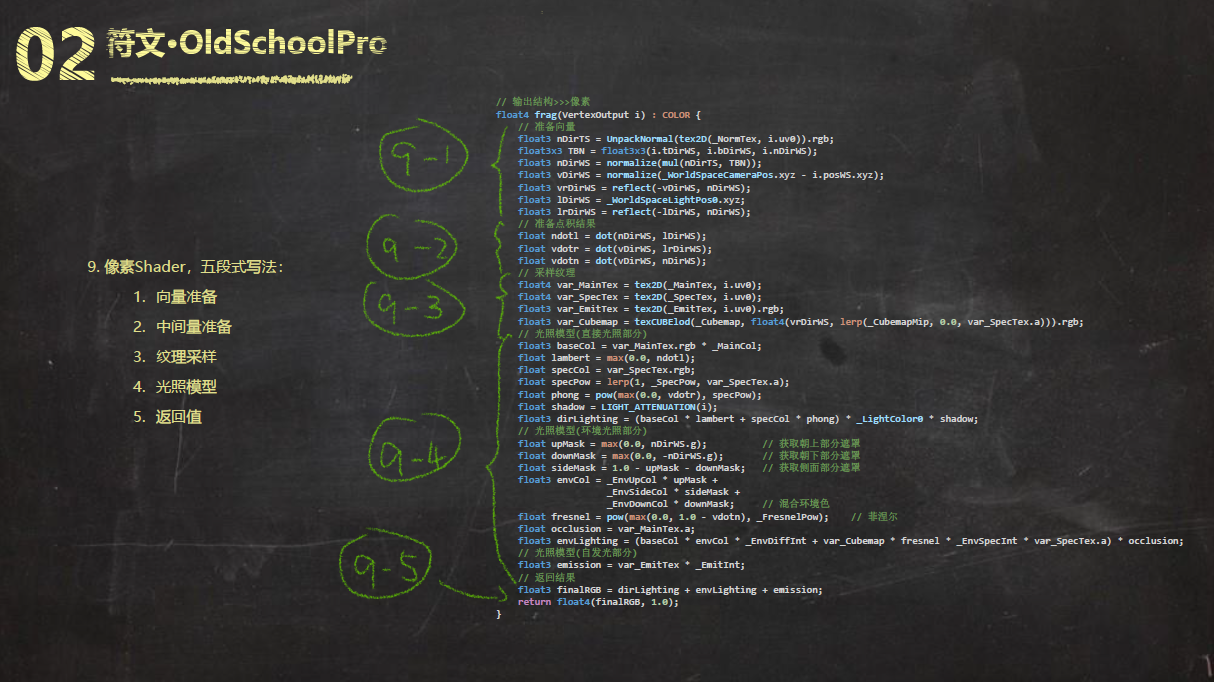 02 符文·OldSchoolPro
9. 像素Shader，五段式写法：
1. 向量准备
2. 中间量准备
3. 纹理采样
4. 光照模型
5. 返回值
9-1
9-2
9-3
9-4
9-5
// 输出结构>>>像素
float4 frag(VertexOutput i) : COLOR {
// 准备向量
float3 nDirTS = UnpackNormal(tex2D(_NormTex, i.uv0)).rgb;
float3x3 TBN = float3x3(i.tDirWS, i.bDirWS, i.nDirWS);
float3 nDirWS = normalize(mul(nDirTS, TBN));
float3 vDirWS = normalize(_WorldSpaceCameraPos.xyz - i.posWS.xyz);
float3 vrDirWS = reflect(-vDirWS, nDirWS);
float3 lDirWS = _WorldSpaceLightPos0.xyz;
float3 lrDirWS = reflect(-lDirWS, nDirWS);
// 准备点积结果
float ndotl = dot(nDirWS, lDirWS);
float vdotr = dot(vDirWS, lrDirWS);
float vdotn = dot(vDirWS, nDirWS);
// 采样纹理
float4 var_MainTex = tex2D(_MainTex, i.uv0);
float4 var_SpecTex = tex2D(_SpecTex, i.uv0);
float3 var_EmitTex = tex2D(_EmitTex, i.uv0).rgb;
float3 var_Cubemap = texCUBElod(_Cubemap, float4(vrDirWS, lerp(_CubemapMip, 0.0, var_SpecTex.a))).rgb;
// 光照模型(直接光照部分)
float3 baseCol = var_MainTex.rgb * _MainCol;
float lambert = max(0.0, ndotl);
float specCol = var_SpecTex.rgb;
float specPow = lerp(1, _SpecPow, var_SpecTex.a);
float phong = pow(max(0.0, vdotr), specPow);
float shadow = LIGHT_ATTENUATION(i);
float3 dirLighting = (baseCol * lambert + specCol * phong) * _LightColor0 * shadow;
// 光照模型(环境光照部分)
float upMask = max(0.0, nDirWS.g); // 获取朝上部分遮罩
float downMask = max(0.0, -nDirWS.g); // 获取朝下部分遮罩
float sideMask = 1.0 - upMask - downMask; // 获取侧面部分遮罩
float3 envCol = _EnvUpCol * upMask +
_EnvSideCol * sideMask +
_EnvDownCol * downMask; // 混合环境色
float fresnel = pow(max(0.0, 1.0 - vdotn), _FresnelPow); // 菲涅尔
float occlusion = var_MainTex.a;
float3 envLighting = (baseCol * envCol * _EnvDiffInt + var_Cubemap * fresnel * _EnvSpecInt * var_SpecTex.a) * occlusion;
// 光照模型(自发光部分)
float3 emission = var_EmitTex * _EmitInt;
// 返回结果
float3 finalRGB = dirLighting + envLighting + emission;
return float4(finalRGB, 1.0);
}